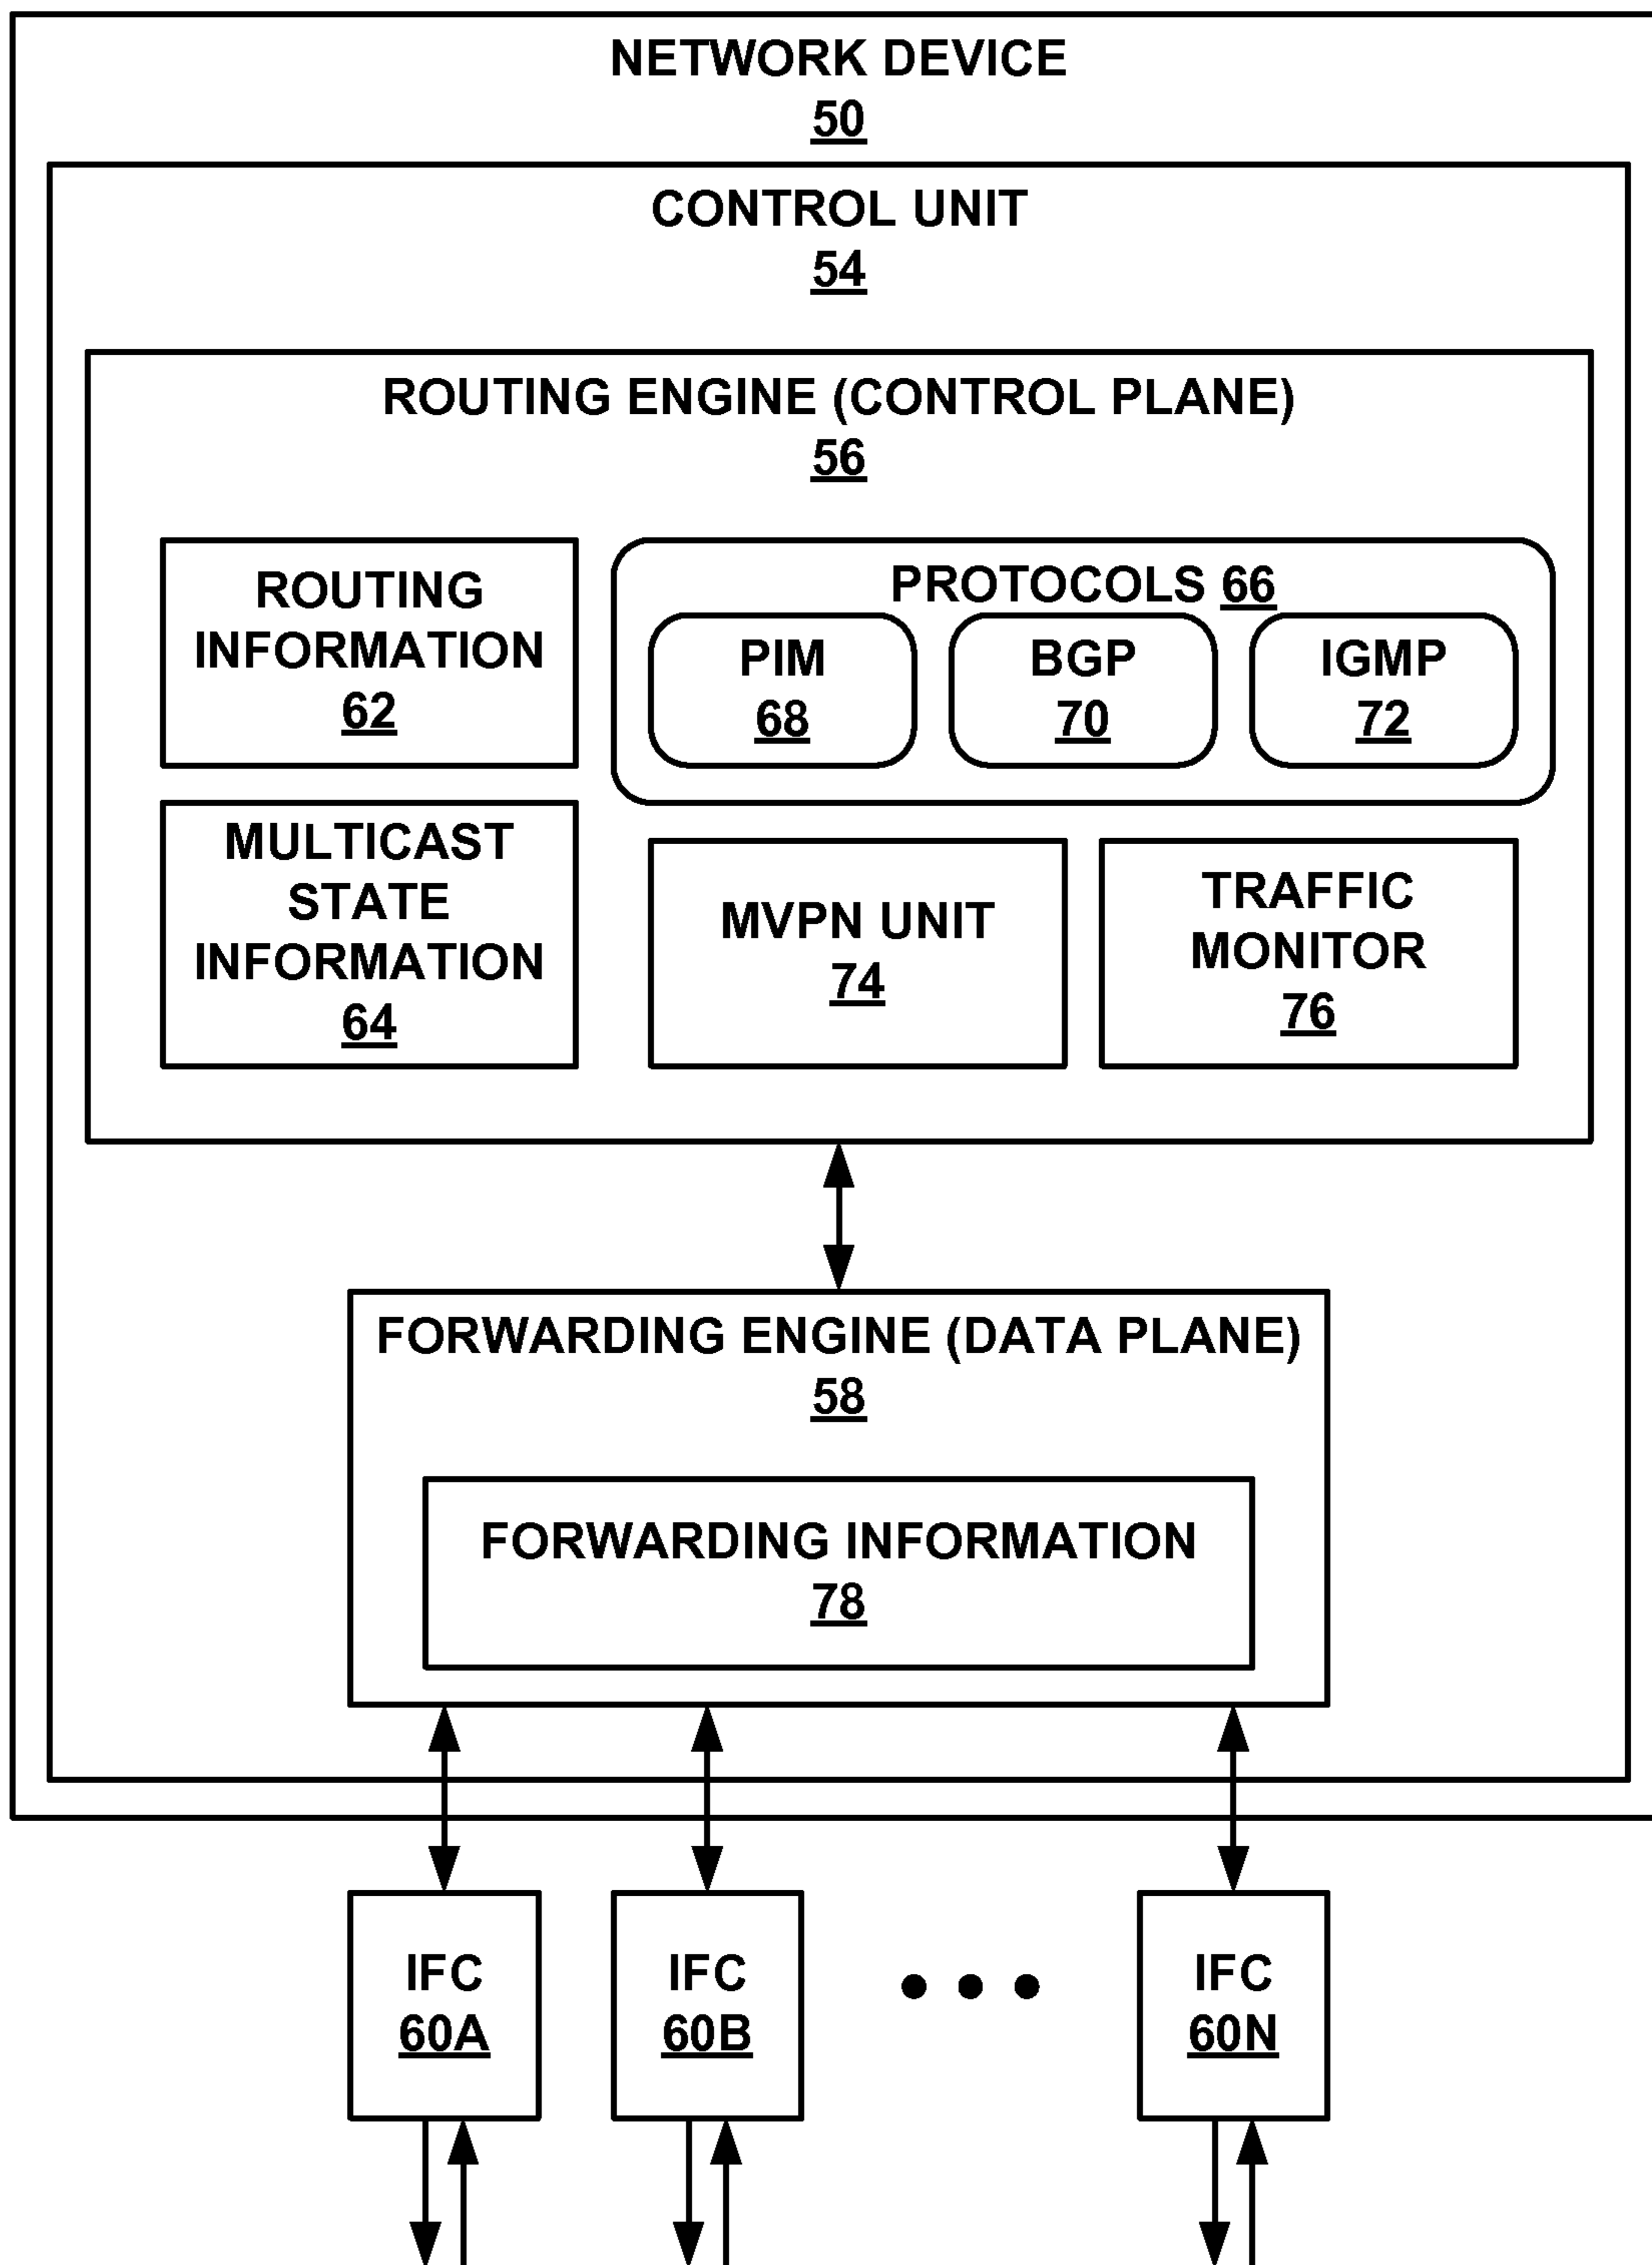 NETWORK DEVICE
50
CONTROL UNIT
54
ROUTING ENGINE (CONTROL PLANE)
56
ROUTING
INFORMATION
62
PROTOCOLS 66
PIM
68
BGP
70
IGMP
72
MULTICAST
STATE
INFORMATION
64
MVPN UNIT
74
TRAFFIC
MONITOR
76
FORWARDING ENGINE (DATA PLANE)
58
FORWARDING INFORMATION
78
IFC
60A
IFC
60B
IFC
60N